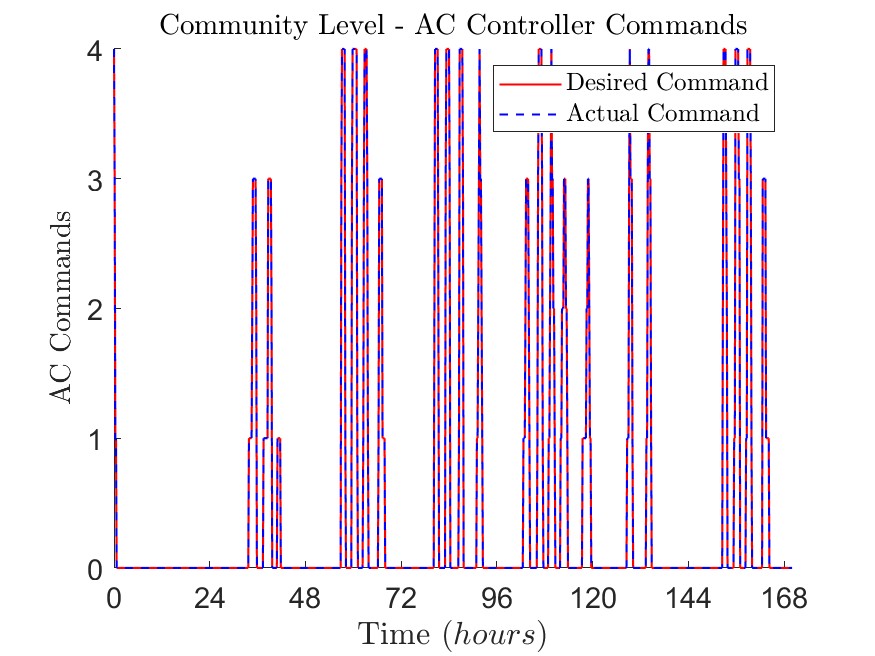 Community Level - AC Controller Commands
4
Desired Command
Actual Command
3
2
1
0
AC Commands
0 24 48 72 96 120 144 168
Time (hours)